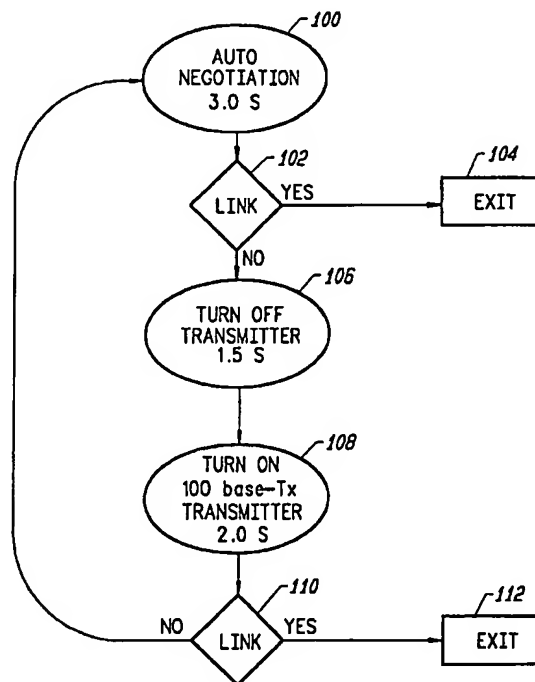 100
AUTO
NEGOTIATION
3.0 S
102
104
LINK
YES
EXIT
NO
106
TURN OFF
TRANSMITTER
1.5 S
108
TURN ON
100 base-Tx
TRANSMITTER
2.0 S
110
112
NO
LINK
YES
EXIT